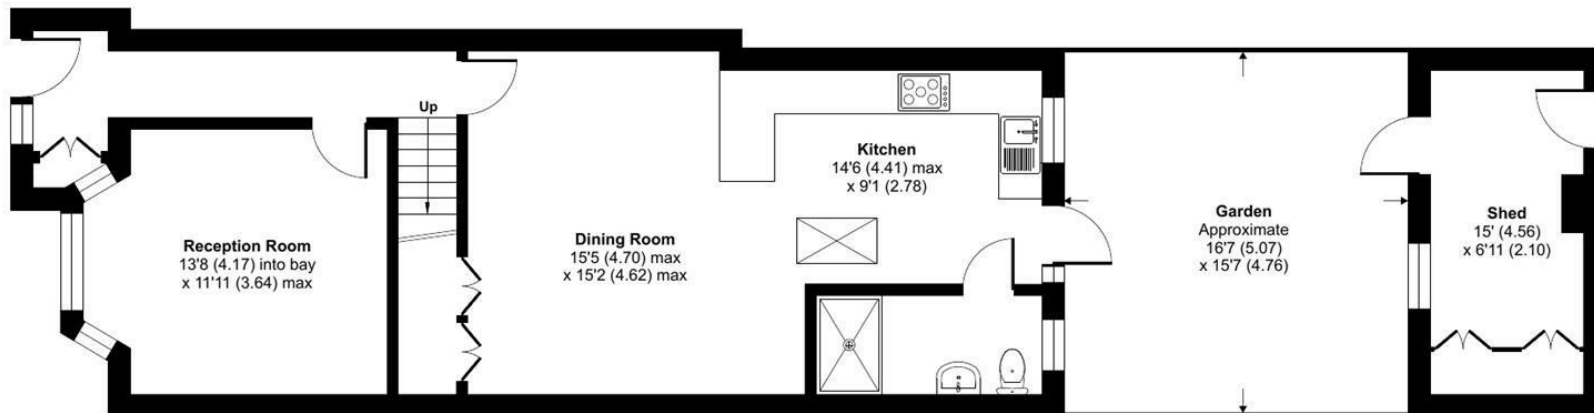 Up
Reception Room
13'8 (4.17) into bay
x 11'11 (3.64) max
Dining Room
15'5 (4.70) max
x 15'2 (4.62) max
Kitchen
14'6 (4.41) max
x 9'1 (2.78)
Garden
Approximate
16'7 (5.07)
x 15'7 (4.76)
Shed
15' (4.56)
x 6'11 (2.10)